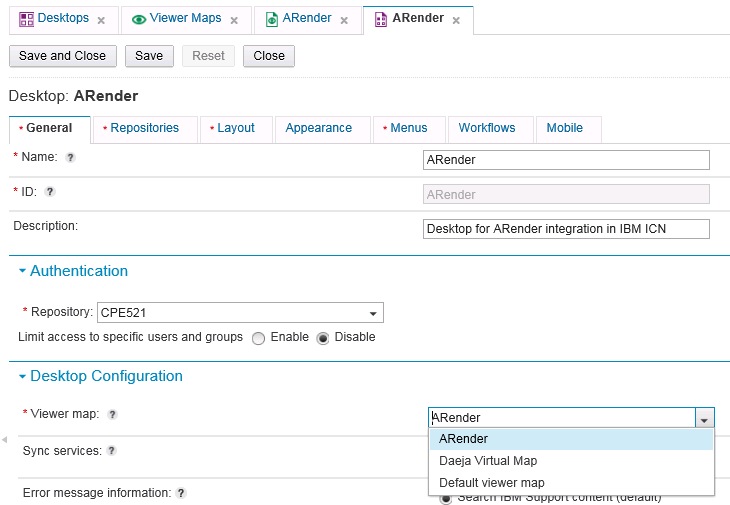 Desktops Viewer Maps ARender ARender
Save and Close Save Reset Close
Desktop: ARender
* General * Repositories * Layout Appearance * Menus Workflows Mobile
* Name: ? ARender
* ID: ? ARender
Description: Desktop for ARender integration in IBM ICN
Authentication
* Repository: CPE521
Limit access to specific users and groups Enable Disable
Desktop Configuration
* Viewer map: ? ARender
ARender
Sync services: ? Daeja Virtual Map
Default viewer map
Error message information: ? Search IBM Support content (default)